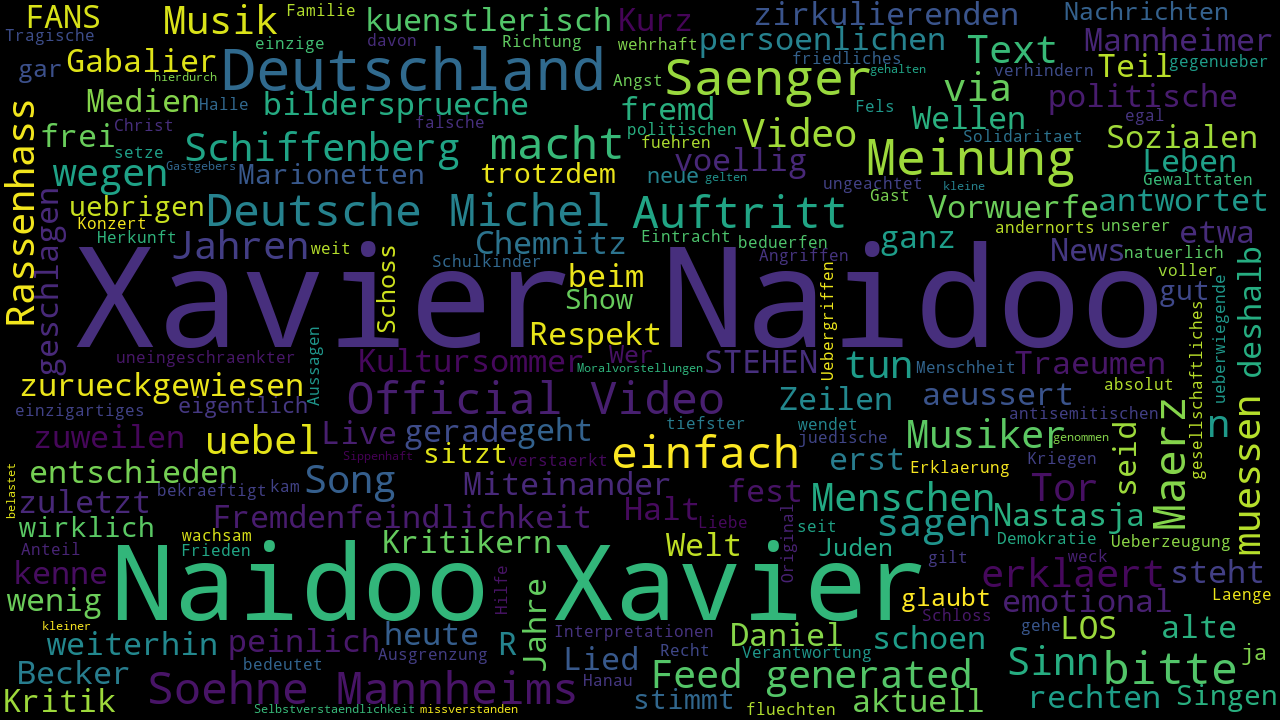 FANS
Musik
Familie
kuenstlerisch
Kurz
zirkulierenden
Nachrichten
Tragische
einzige
davon
Richtung
wehrhaft
persoenlichen
Text
Mannheimer
gar
Gabalier
hierdurch
Deutschland
Angst
Saenger
gehalten
friedliches
verhindern
Teil
gegenueber
Medien
Halle
bildersprueche
fremd
Fels
via
politische
egal
frei
Christ
falsche
politischen
Wellen
Solidaritaet
Sozialen
setze
Schiffenberg
macht
fuehren
Video
Meinung
Rassenhass
wegen
Gastgebers
Marionetten
trotzdem
voellig
neue
gelten
ungeachtet
kleine
Leben
Gewalttaten
uebrigen
Deutsche Michel
Auftritt
Gast
Vorwuerfe
antwortet
Konzert
Herkunft
geschlagen
Jahren
weit
Chemnitz
Eintracht
beduerfen
ganz
andernorts
unserer
etwa
Schoss
Schulkinder
beim
Angriffen
News
natuerlich
voller
Xavier Naidoo
Show
gut
Uebergriffen
ueberwiegende
deshalb
Respekt
Aussagen
uneingeschraenkter
Kultursommer
Wer
Moralvorstellungen
STEHEN
tun
Menschheit
Traeumen
gesellschaftliches
zurueckgewiesen
Official Video
Zeilen
aeussert
absolut
einzigartiges
eigentlich
antisemitischen
Maerz
n
zuweilen
uebel
Live
gerade
geht
tiefster
wendet
juedische
Musiker
genommen
seid
muessen
sitzt
einfach
Sippenhaft
verstaerkt
erst
Erklaerung
Kriegen
belastet
entschieden
Song
Miteinander
fest
Tor
zuletzt
bekraeftigt
kam
Menschen
Nastasja
wirklich
Fremdenfeindlichkeit
Halt
Liebe
Original
seit
sagen
Demokratie
Ueberzeugung
wachsam
Anteil
Frieden
Kritikern
Welt
Juden
gilt
weck
kenne
Naidoo Xavier
Hilfe
erklaert
steht
wenig
Jahre
glaubt
Schloss
emotional
Laenge
kleiner
weiterhin
peinlich
heute
R
Interpretationen
Daniel
schoen
gehe
LOS
alte
Ausgrenzung
Recht
Verantwortung
ja
Becker
bedeutet
Lied
Hanau
Feed generated
Sinn
bitte
Kritik
Soehne Mannheims
stimmt
aktuell
rechten
Singen
Selbstverstaendlichkeit
missverstanden
fluechten